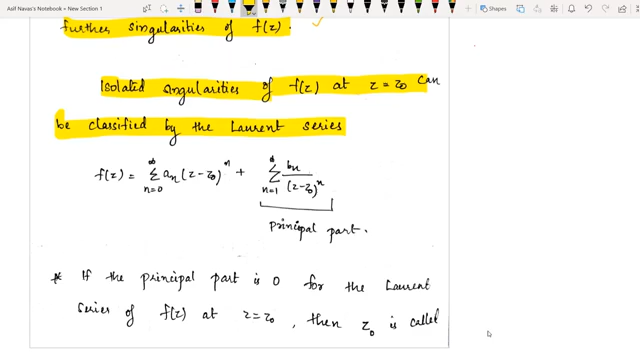 Asif Navas's Notebook » New Section 1
further singularities of f(z). ✓
Isolated singularities of f(z) at z = z₀ can
be classified by the Laurent series
f(z) = ∞∑n=0 aₙ(z-z₀)ⁿ + ∞∑n=1 bₙ/(z-z₀)ⁿ
Principal part.
* If the principal part is 0 for the Laurent
series of f(z) at z=z₀, then z₀ is called